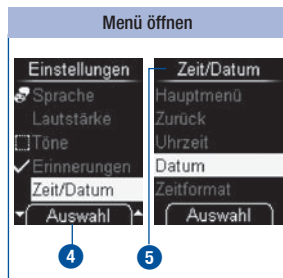 Menü öffnen
Einstellungen
Sprache
Lautstärke
Töne
Erinnerungen
Zeit/Datum
Auswahl
4
5
Zeit/Datum
Hauptmenü
Zurück
Uhrzeit
Datum
Zeitformat
Auswahl